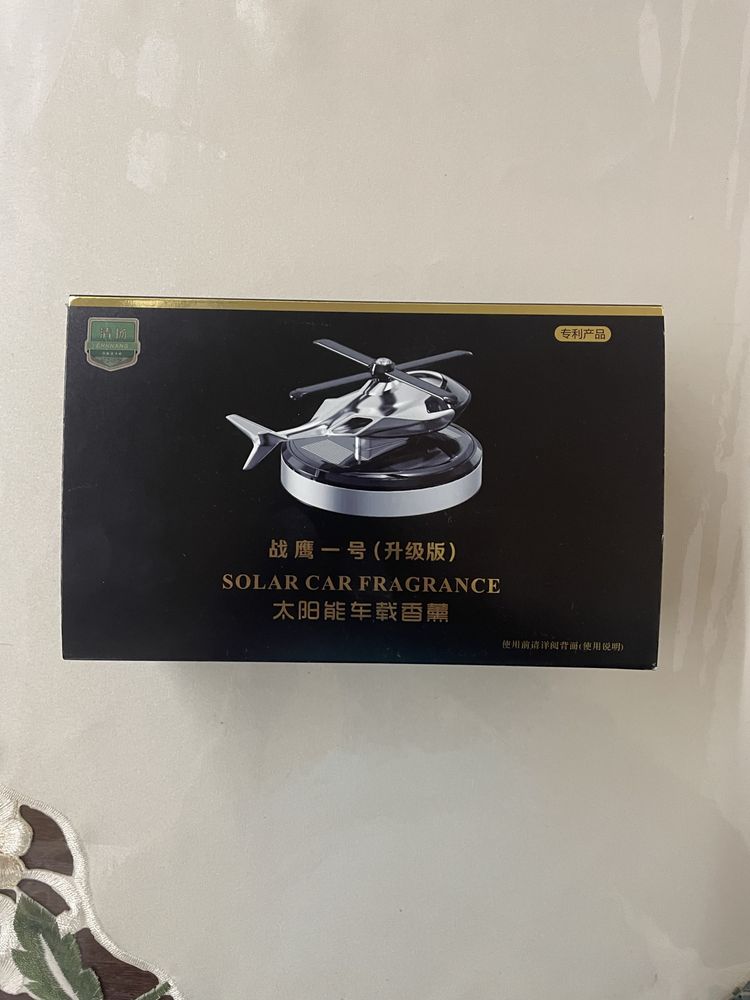 清扬
专利产品
战鹰一号(升级版)
SOLAR CAR FRAGRANCE
太阳能车载香薰
使用前请详阅背面(使用说明)